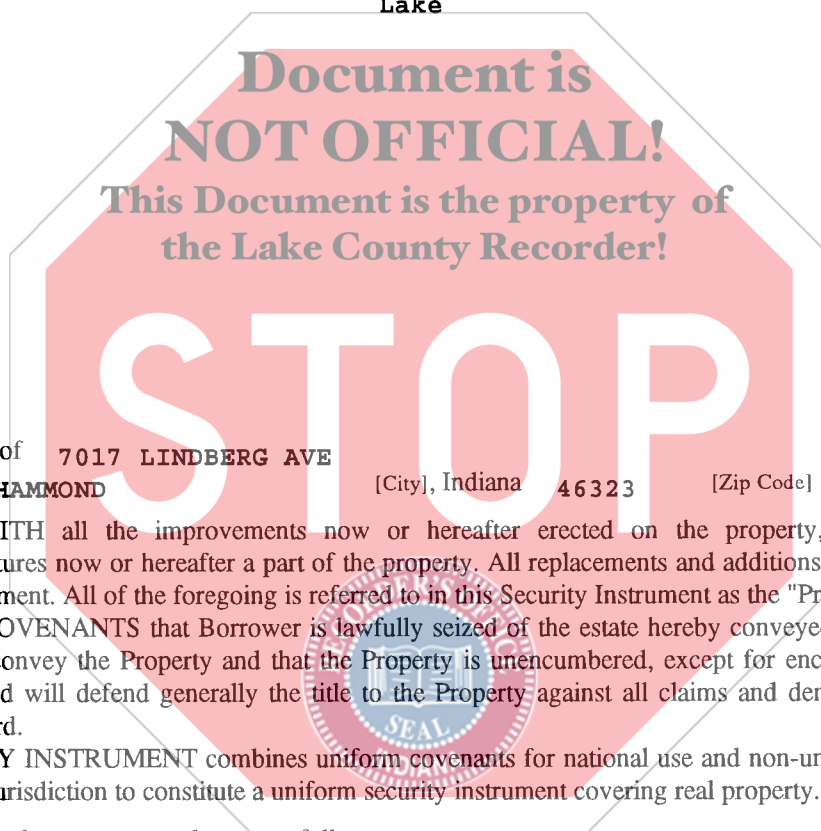 Lake
Document is
NOT OFFICIAL!
This Document is the property of
the Lake County Recorder!
STOP
of 7017 LINDBERG AVE
HAMMOND [City], Indiana 46323 [Zip Code]
ITH all the improvements now or hereafter erected on the property,
tures now or hereafter a part of the property. All replacements and additions
ment. All of the foregoing is referred to in this Security Instrument as the "Pr
OVENANTS that Borrower is lawfully seized of the estate hereby conveye
onvey the Property and that the Property is unencumbered, except for enc
d will defend generally the title to the Property against all claims and den
rd.
SEAL
INDIANA
Y INSTRUMENT combines uniform covenants for national use and non-un
urisdiction to constitute a uniform security instrument covering real property.